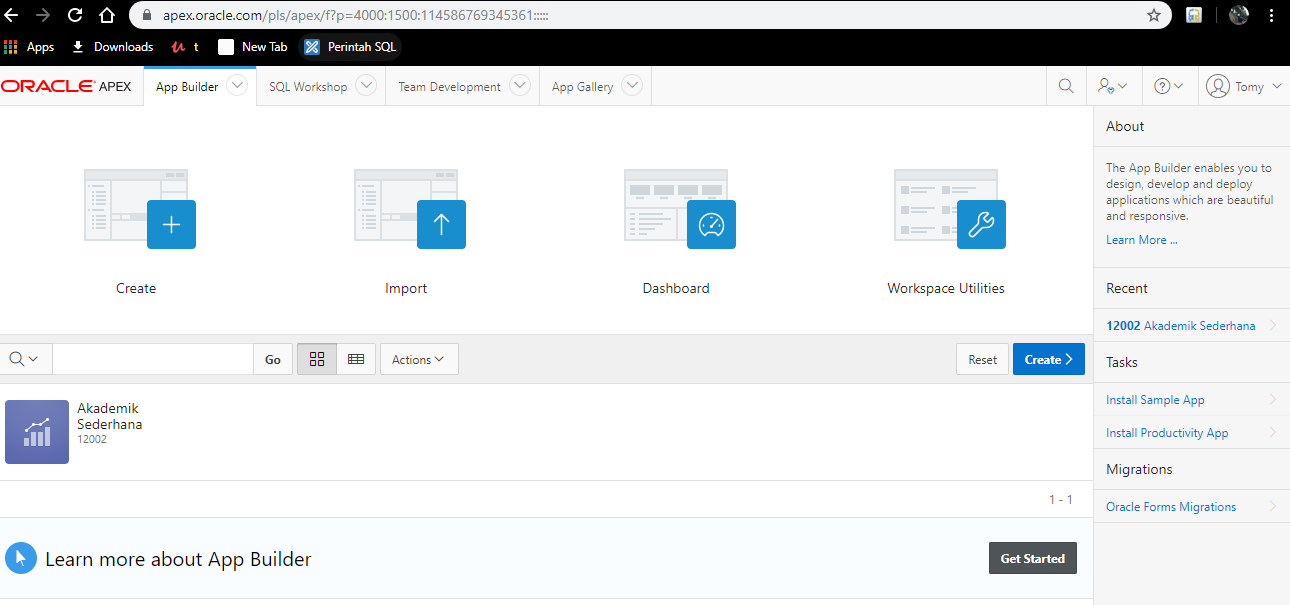 apex.oracle.com/pls/apex/f?p=4000:1500:114586769345361:::::
Apps Downloads t New Tab Perintah SQL
ORACLE APEX App Builder SQL Workshop Team Development App Gallery Tomy
About
The App Builder enables you to
design, develop and deploy
applications which are beautiful
and responsive.
Learn More ...
Create Import Dashboard Workspace Utilities
Recent
12002 Akademik Sederhana
Go Actions Reset Create
Tasks
Install Sample App
Install Productivity App
Akademik
Sederhana
12002
Migrations
Oracle Forms Migrations
1 - 1
Learn more about App Builder Get Started